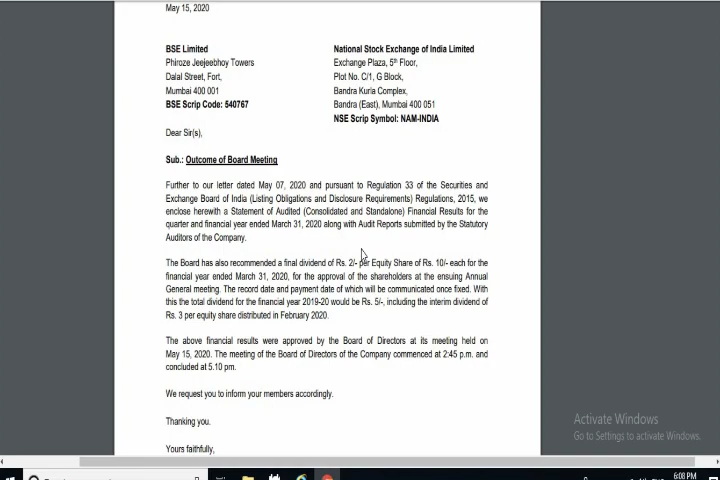 May 15, 2020
BSE Limited
Phiroze Jeejeebhoy Towers
Dalal Street, Fort,
Mumbai 400 001
BSE Scrip Code: 540767
National Stock Exchange of India Limited
Exchange Plaza, 5th Floor,
Plot No. C/1, G Block,
Bandra Kurla Complex,
Bandra (East), Mumbai 400 051
NSE Scrip Symbol: NAM-INDIA
Dear Sir(s),
Sub.: Outcome of Board Meeting
Further to our letter dated May 07, 2020 and pursuant to Regulation 33 of the Securities and
Exchange Board of India (Listing Obligations and Disclosure Requirements) Regulations, 2015, we
enclose herewith a Statement of Audited (Consolidated and Standalone) Financial Results for the
quarter and financial year ended March 31, 2020 along with Audit Reports submitted by the Statutory
Auditors of the Company.
The Board has also recommended a final dividend of Rs. 2/- per Equity Share of Rs. 10/- each for the
financial year ended March 31, 2020, for the approval of the shareholders at the ensuing Annual
General meeting. The record date and payment date of which will be communicated once fixed. With
this the total dividend for the financial year 2019-20 would be Rs. 5/-, including the interim dividend of
Rs. 3 per equity share distributed in February 2020.
The above financial results were approved by the Board of Directors at its meeting held on
May 15, 2020. The meeting of the Board of Directors of the Company commenced at 2:45 p.m. and
concluded at 5.10 pm.
We request you to inform your members accordingly.
Thanking you.
Yours faithfully,
Activate Windows
Go to Settings to activate Windows.
6:08 PM